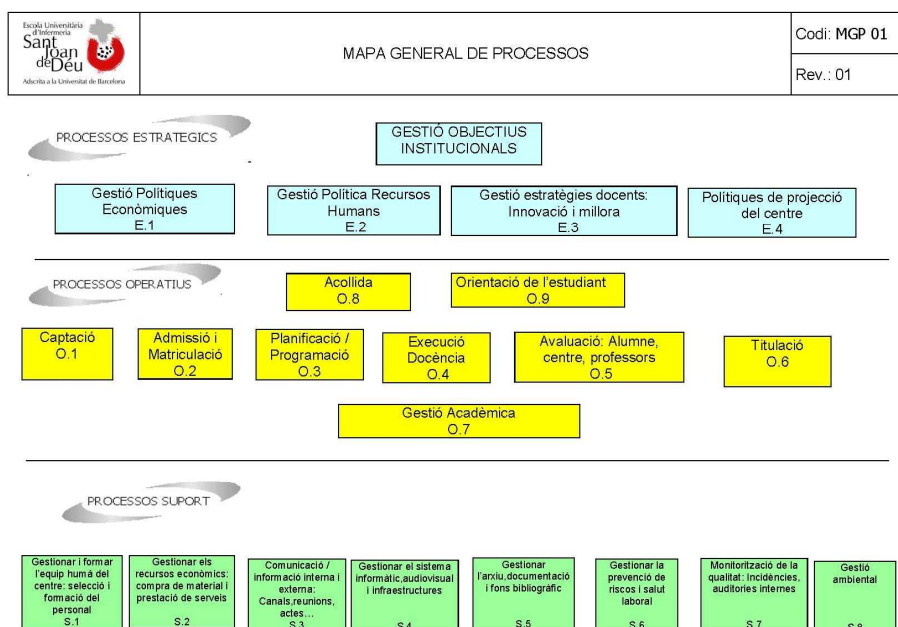 Escola Universitària
d'Infermeria
Sant
Joan
de Déu
Adscrita a la Universitat de Barcelona
MAPA GENERAL DE PROCESSOS
Codi: MGP 01
Rev.: 01
PROCESSOS ESTRATEGICS
GESTIÓ OBJECTIUS
INSTITUCIONALS
Gestió Polítiques
Econòmiques
E.1
Gestió Política Recursos
Humans
E.2
Gestió estratègies docents:
Innovació i millora
E.3
Polítiques de projecció
del centre
E.4
PROCESSOS OPERATIUS
Acollida
O.8
Orientació de l'estudiant
O.9
Captació
O.1
Admissió i
Matriculació
O.2
Planificació /
Programació
O.3
Execució
Docència
O.4
Avaluació: Alumne,
centre, professors
O.5
Titulació
O.6
Gestió Acadèmica
O.7
PROCESSOS SUPORT
Gestionar i formar
l'equip humà del
centre: selecció i
formació del
personal
S.1
Gestionar els
recursos econòmics:
compra de material i
prestació de serveis
S.2
Comunicació /
informació interna i
externa:
Canals,reunions,
actes...
S.3
Gestionar el sistema
informàtic,audiovisual
i infraestructures
S.4
Gestionar
l'arxiu,documentació
i fons bibliogràfic
S.5
Gestionar la
prevenció de
riscos i salut
laboral
S.6
Monitorització de la
qualitat: Incidències,
auditories internes
S.7
Gestió
ambiental
S.8